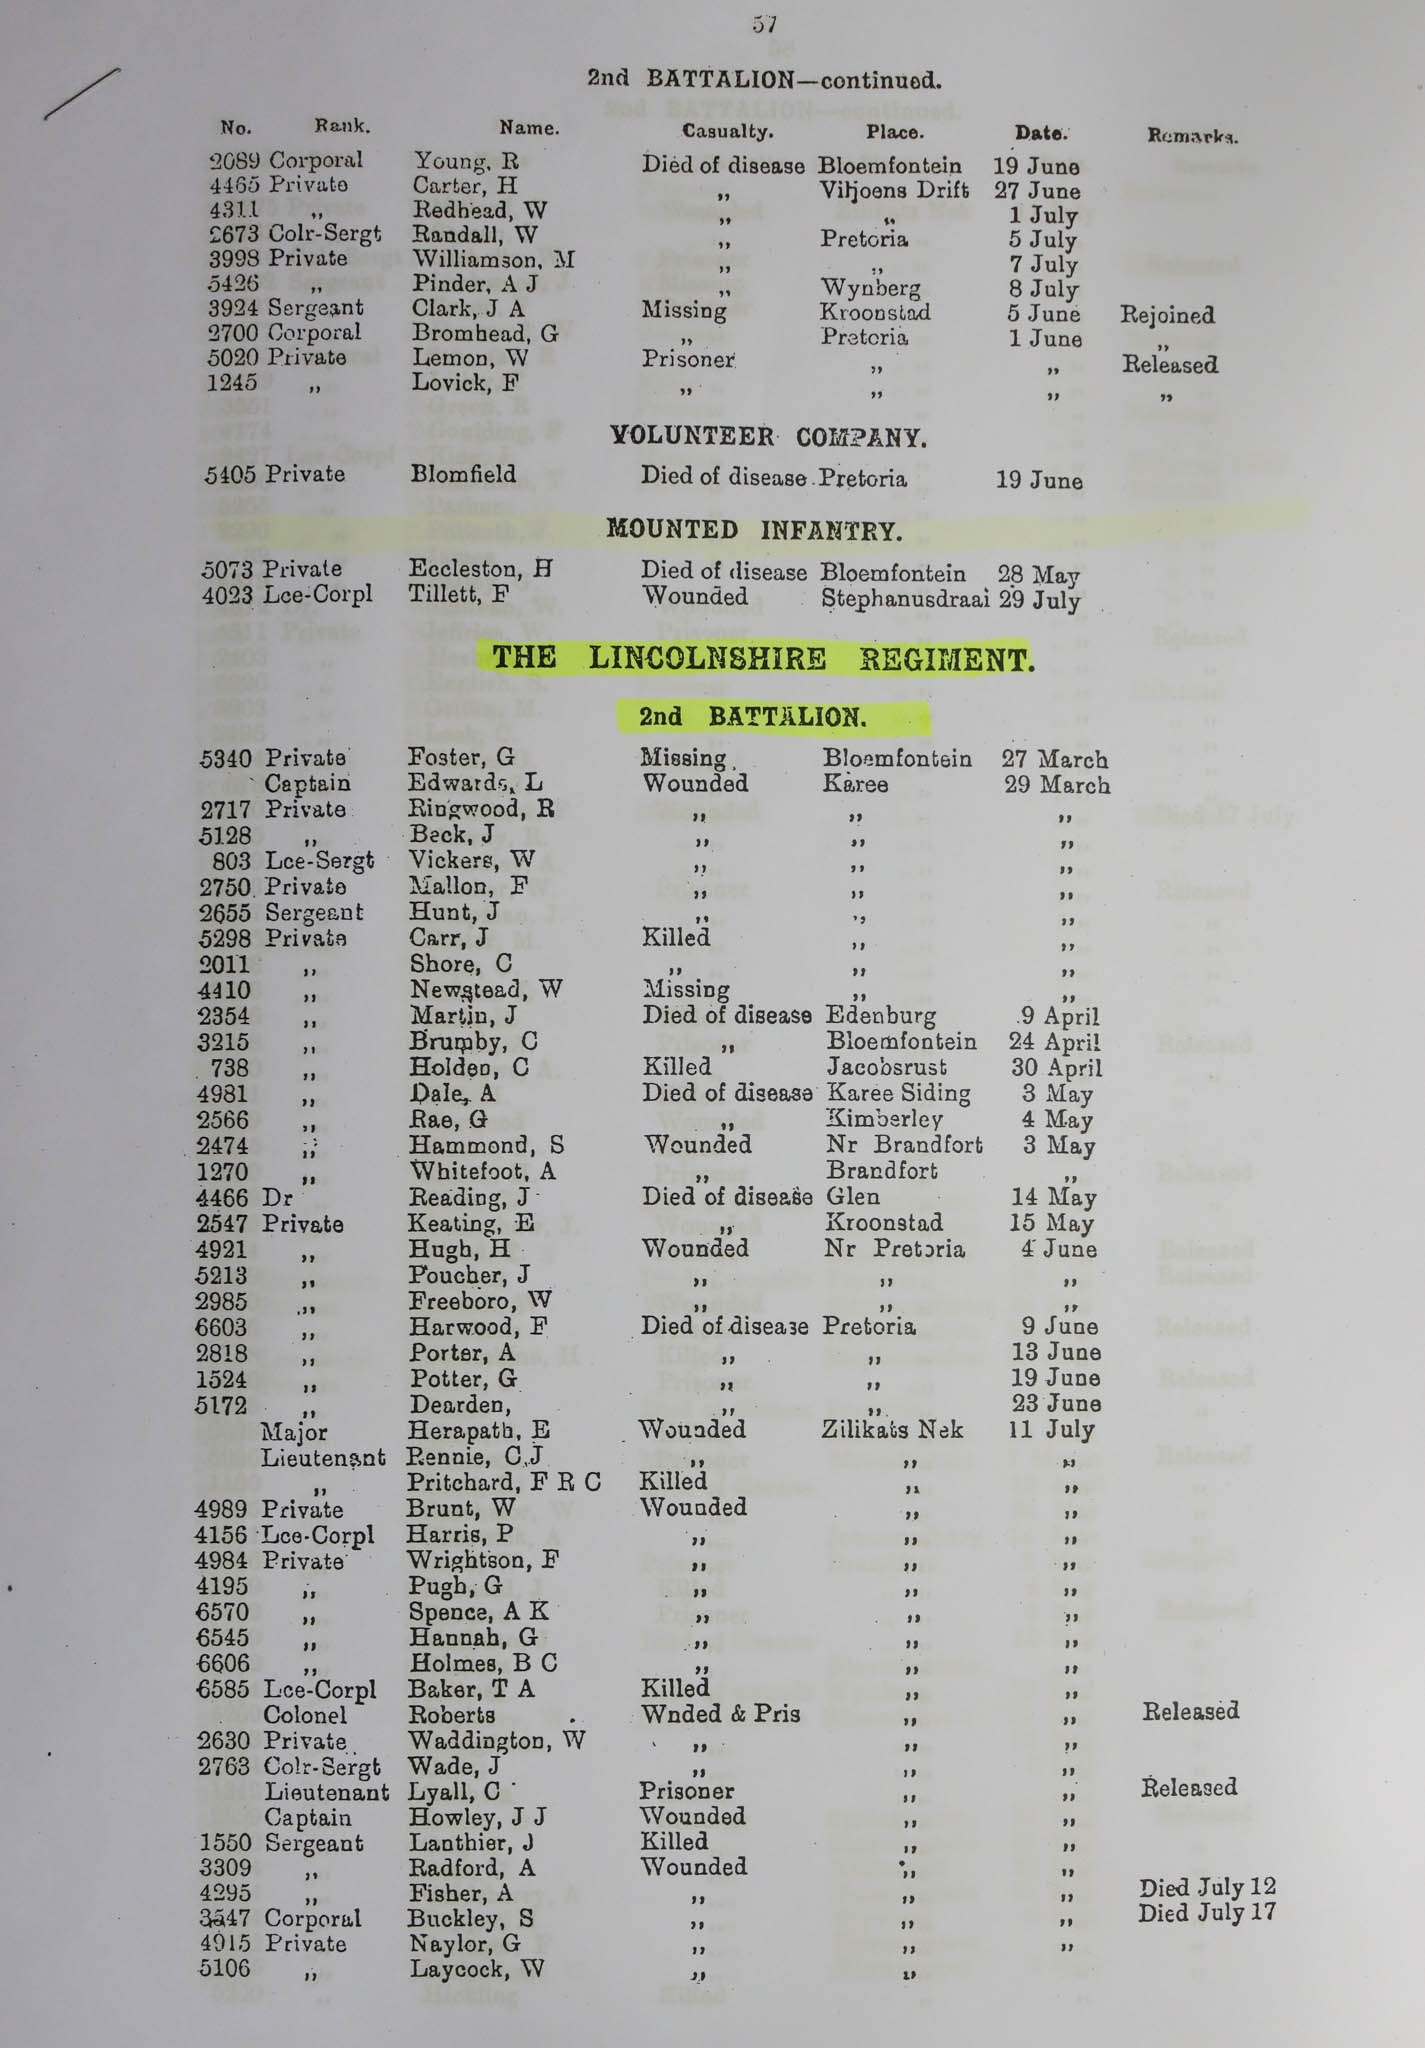 57
2nd BATTALION—continued.
No. Rank. Name. Casualty. Place. Date. Remarks.
2089 Corporal Young, R Died of disease Bloemfontein 19 June
4465 Private Carter, H ,, Viljoens Drift 27 June
4311 ,, Redhead, W ,, ,, 1 July
2673 Colr-Sergt Randall, W ,, Pretoria 5 July
3998 Private Williamson, M ,, ,, 7 July
5426 ,, Pinder, A J ,, Wynberg 8 July
3924 Sergeant Clark, J A Missing Kroonstad 5 June Rejoined
2700 Corporal Bromhead, G ,, Pretoria 1 June ,,
5020 Private Lemon, W Prisoner ,, ,, Released
1245 ,, Lovick, F ,, ,, ,, ,,
VOLUNTEER COMPANY.
5405 Private Blomfield Died of disease Pretoria 19 June
MOUNTED INFANTRY.
5073 Private Eccleston, H Died of disease Bloemfontein 28 May
4023 Lce-Corpl Tillett, F Wounded Stephanusdraai 29 July
THE LINCOLNSHIRE REGIMENT.
2nd BATTALION.
5340 Private Foster, G Missing Bloemfontein 27 March
Captain Edwards, L Wounded Karee 29 March
2717 Private Ringwood, R ,, ,, ,,
5128 ,, Beck, J ,, ,, ,,
803 Lce-Sergt Vickers, W ,, ,, ,,
2750 Private Mallon, F ,, ,, ,,
2655 Sergeant Hunt, J ,, ,, ,,
5298 Private Carr, J Killed ,, ,,
2011 ,, Shore, C ,, ,, ,,
4410 ,, Newstead, W Missing ,, ,,
2354 ,, Martin, J Died of disease Edenburg 9 April
3215 ,, Brumby, C ,, Bloemfontein 24 April
738 ,, Holden, C Killed Jacobsrust 30 April
4981 ,, Dale, A Died of disease Karee Siding 3 May
2566 ,, Rae, G ,, Kimberley 4 May
2474 ,, Hammond, S Wounded Nr Brandfort 3 May
1270 ,, Whitefoot, A ,, Brandfort ,,
4466 Dr Reading, J Died of disease Glen 14 May
2547 Private Keating, E ,, Kroonstad 15 May
4921 ,, Hugh, H Wounded Nr Pretoria 4 June
5213 ,, Poucher, J ,, ,, ,,
2985 ,, Freeboro, W ,, ,, ,,
6603 ,, Harwood, F Died of disease Pretoria 9 June
2818 ,, Porter, A ,, ,, 13 June
1524 ,, Potter, G ,, ,, 19 June
5172 ,, Dearden, ,, ,, 23 June
Major Herapath, E Wounded Zilikats Nek 11 July
Lieutenant Rennie, C J ,, ,, ,,
,, Pritchard, F R C Killed ,, ,,
4989 Private Brunt, W Wounded ,, ,,
4156 Lce-Corpl Harris, P ,, ,, ,,
4984 Private Wrightson, F ,, ,, ,,
4195 ,, Pugh, G ,, ,, ,,
6570 ,, Spence, A K ,, ,, ,,
6545 ,, Hannah, G ,, ,, ,,
6606 ,, Holmes, B C ,, ,, ,,
6585 Lce-Corpl Baker, T A Killed ,, ,,
Colonel Roberts Wnded & Pris ,, ,, Released
2630 Private Waddington, W ,, ,, ,,
2763 Colr-Sergt Wade, J ,, ,, ,,
Lieutenant Lyall, C Prisoner ,, ,, Released
Captain Howley, J J Wounded ,, ,,
1550 Sergeant Lanthier, J Killed ,, ,,
3309 ,, Radford, A Wounded ,, ,,
4295 ,, Fisher, A ,, ,, ,, Died July 12
3547 Corporal Buckley, S ,, ,, ,, Died July 17
4915 Private Naylor, G ,, ,, ,,
5106 ,, Laycock, W ,, ,,